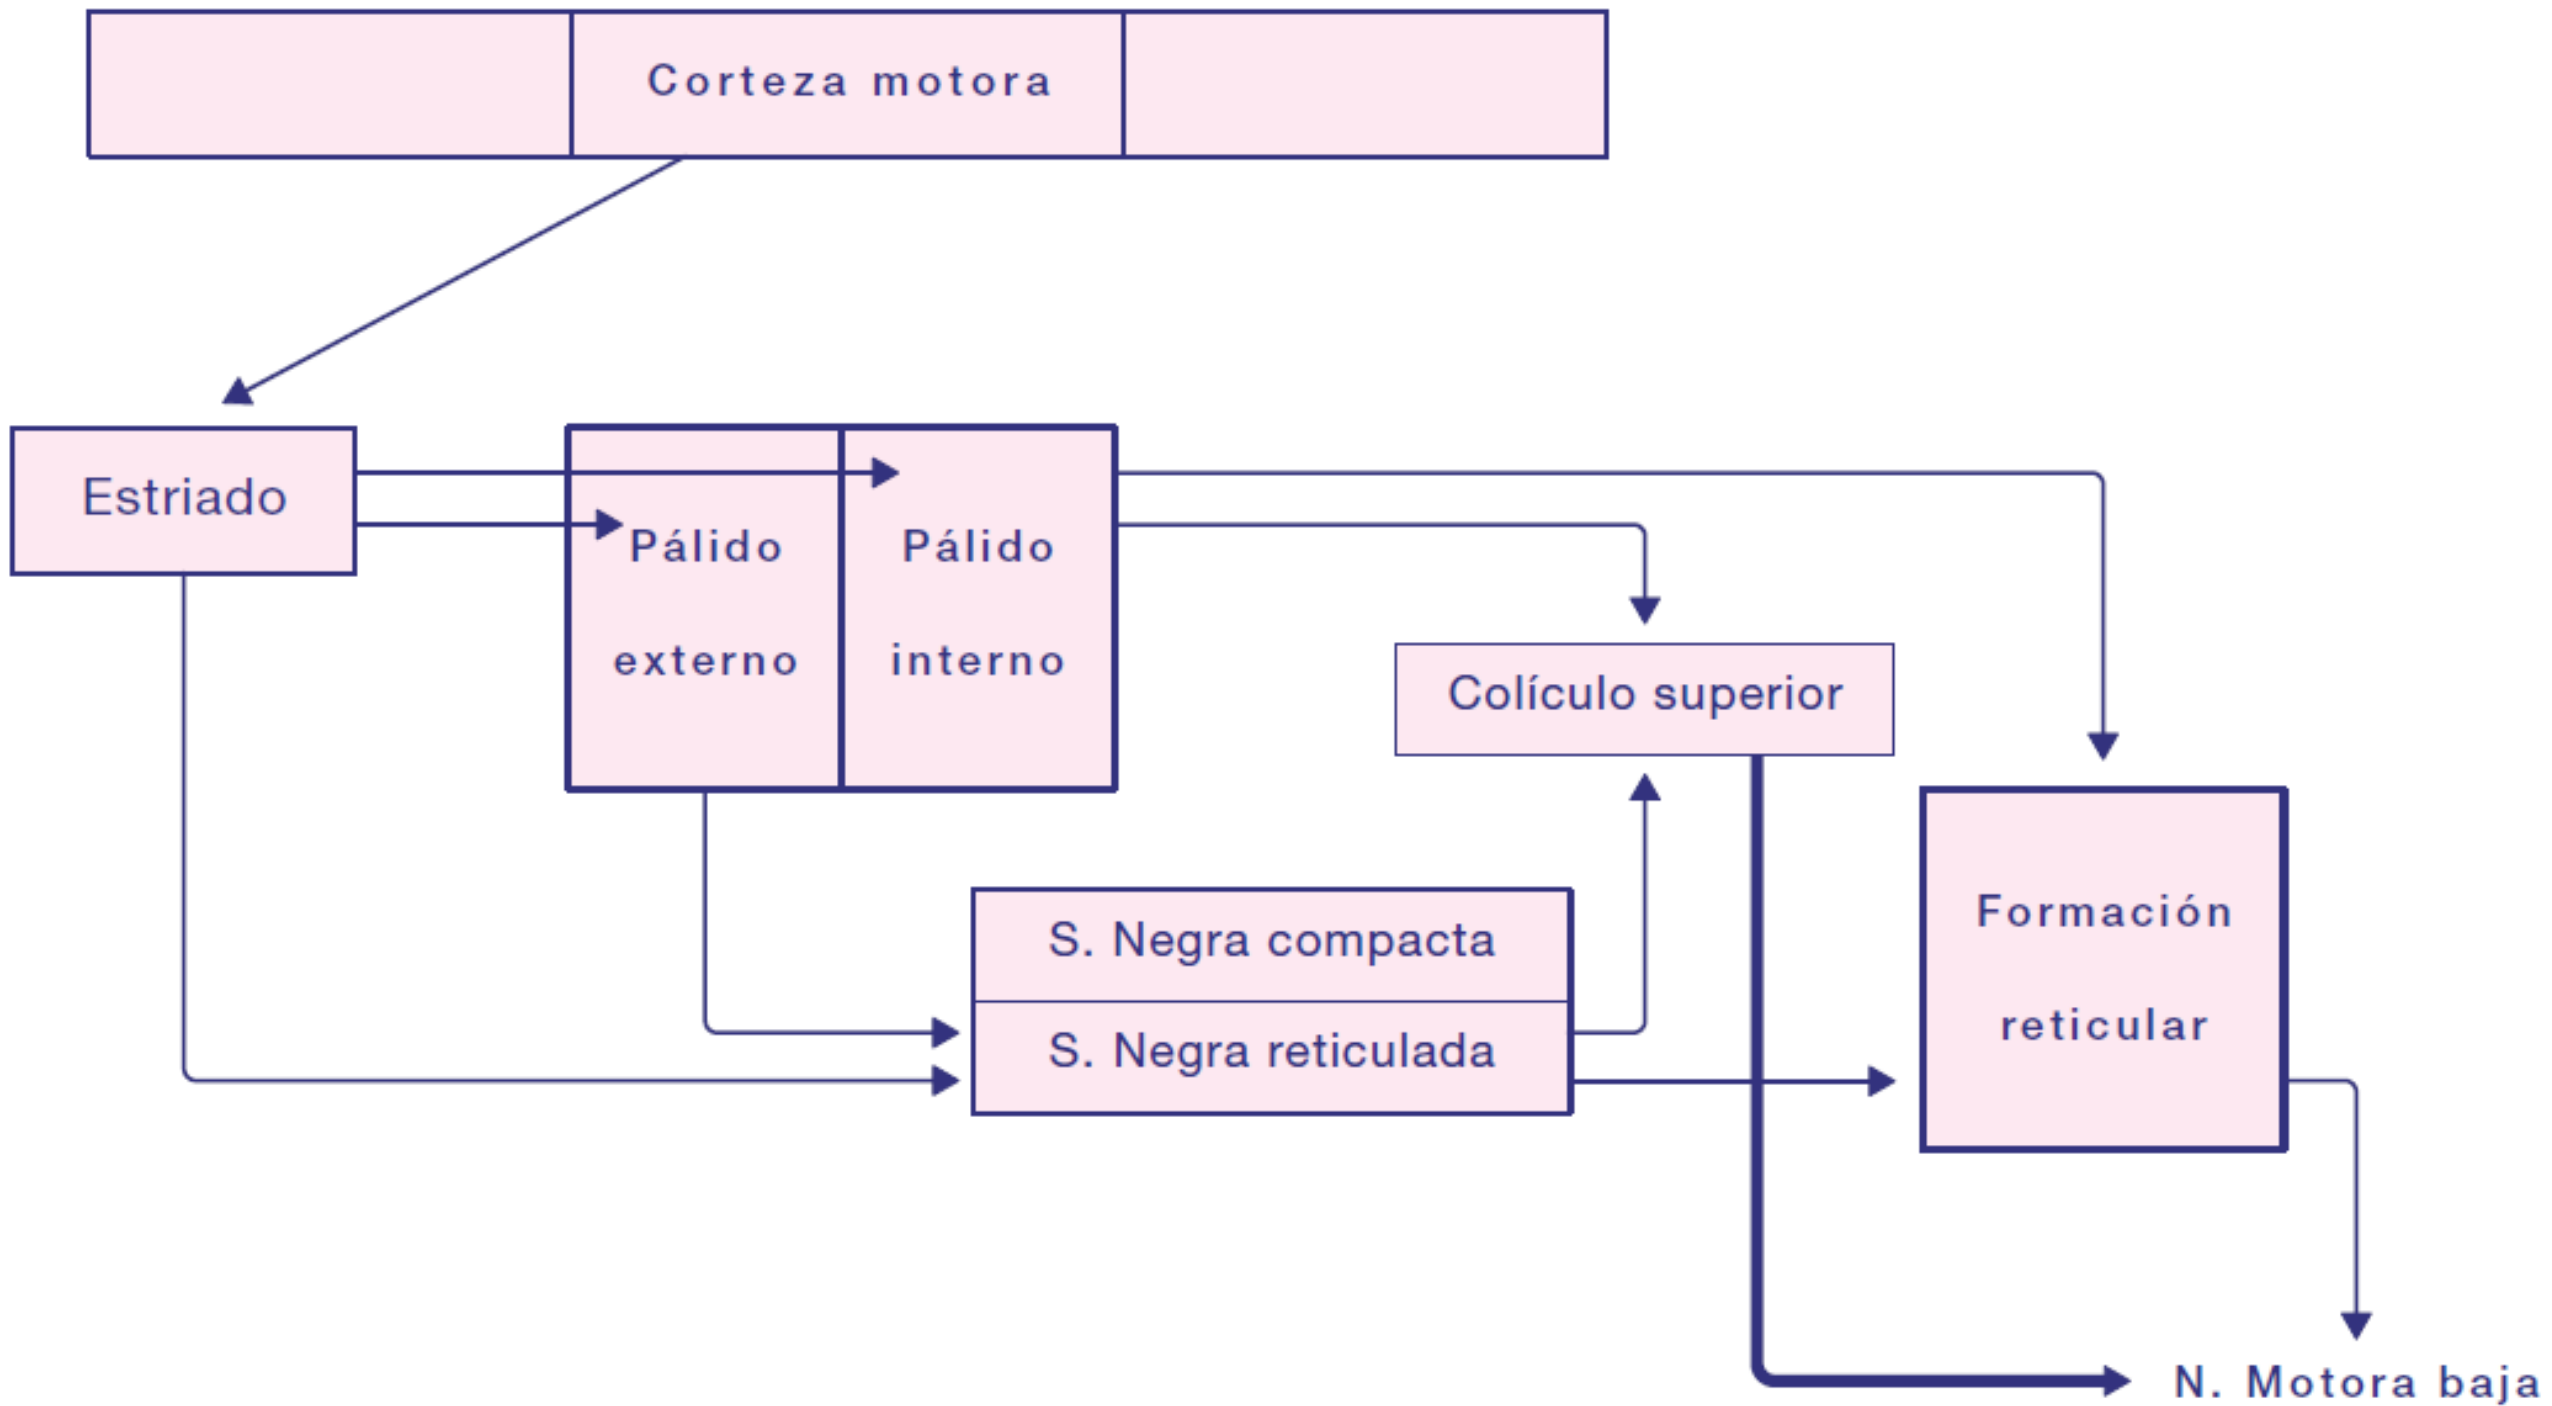 Corteza motora
Estriado
Pálido
externo
Pálido
interno
Colículo superior
S. Negra compacta
S. Negra reticulada
Formación
reticular
N. Motora baja